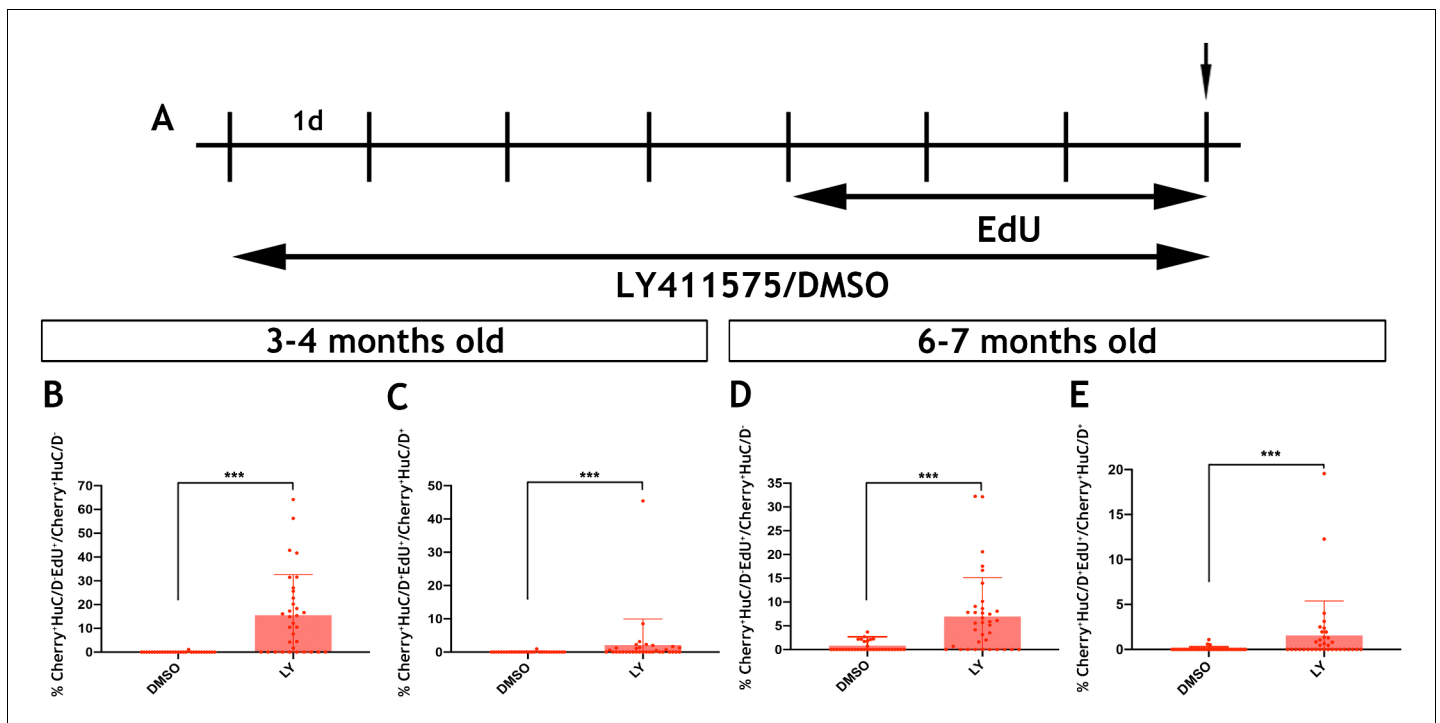 A
1d
EdU
LY411575/DMSO
3-4 months old
6-7 months old
B
% Cherry⁺HuC/D⁻EdU⁺/Cherry⁺HuC/D⁻
70
60
50
40
30
20
10
0
***
DMSO
LY
C
% Cherry⁺HuC/D⁺EdU⁺/Cherry⁺HuC/D⁺
50
40
30
20
10
0
***
DMSO
LY
D
% Cherry⁺HuC/D⁻EdU⁺/Cherry⁺HuC/D⁻
35
30
25
20
15
10
5
0
***
DMSO
LY
E
% Cherry⁺HuC/D⁺EdU⁺/Cherry⁺HuC/D⁺
20
15
10
5
0
***
DMSO
LY